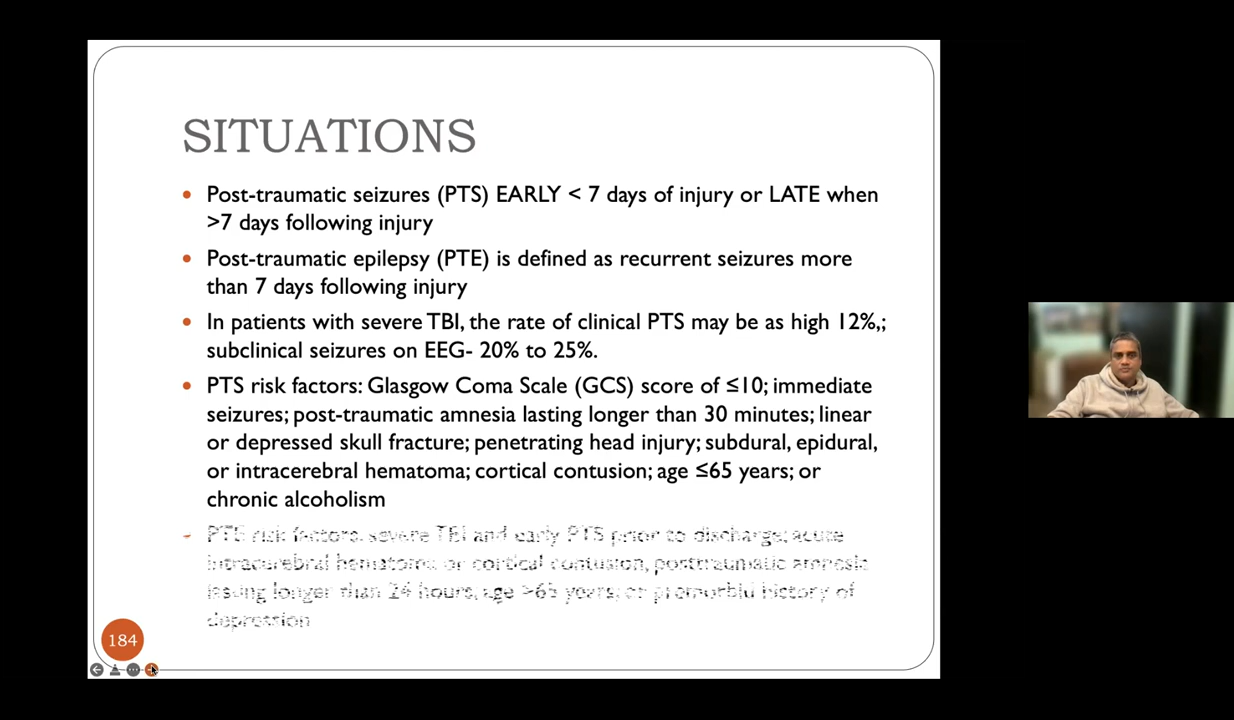 SITUATIONS
• Post-traumatic seizures (PTS) EARLY < 7 days of injury or LATE when
>7 days following injury
• Post-traumatic epilepsy (PTE) is defined as recurrent seizures more
than 7 days following injury
• In patients with severe TBI, the rate of clinical PTS may be as high 12%,;
subclinical seizures on EEG- 20% to 25%.
• PTS risk factors: Glasgow Coma Scale (GCS) score of ≤10; immediate
seizures; post-traumatic amnesia lasting longer than 30 minutes; linear
or depressed skull fracture; penetrating head injury; subdural, epidural,
or intracerebral hematoma; cortical contusion; age ≤65 years; or
chronic alcoholism
PTE risk factors: severe TBI and early PTS prior to discharge; acute
intracerebral hematoma or cortical contusion; posttraumatic amnesia
lasting longer than 24 hours; age >65 years; or premorbid history of
depression
184